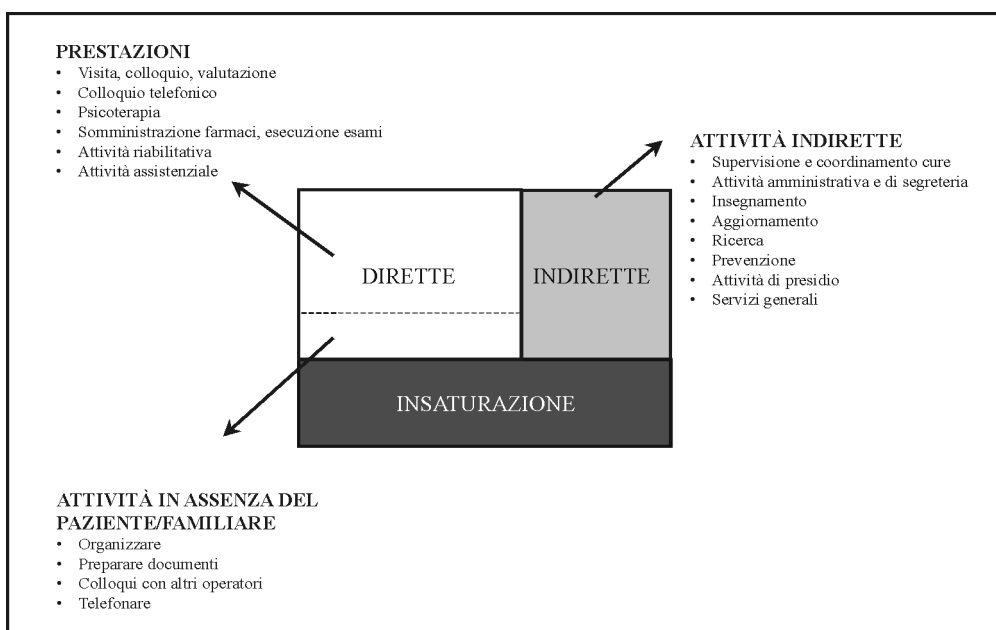 PRESTAZIONI
• Visita, colloquio, valutazione
• Colloquio telefonico
• Psicoterapia
• Somministrazione farmaci, esecuzione esami
• Attività riabilitativa
• Attività assistenziale
ATTIVITÀ INDIRETTE
• Supervisione e coordinamento cure
• Attività amministrativa e di segreteria
• Insegnamento
• Aggiornamento
• Ricerca
• Prevenzione
• Attività di presidio
• Servizi generali
DIRETTE
INDIRETTE
INSATURAZIONE
ATTIVITÀ IN ASSENZA DEL
PAZIENTE/FAMILIARE
• Organizzare
• Preparare documenti
• Colloqui con altri operatori
• Telefonare